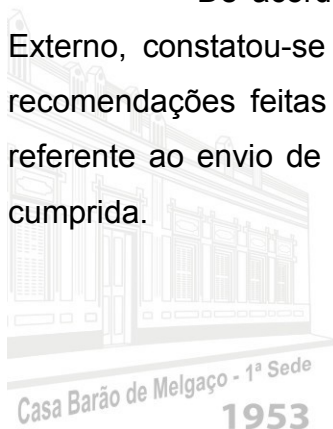 De acord
Externo, constatou-se
recomendações feitas
referente ao envio de
cumprida.
Casa Barão de Melgaço - 1ª Sede
1953